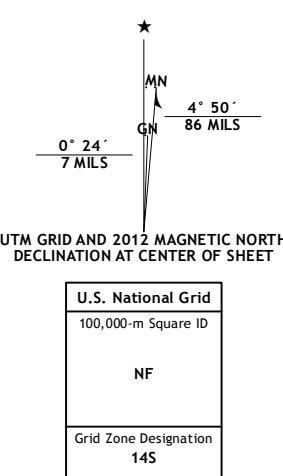 ★
MN
4° 50´
86 MILS
GN
0° 24´
7 MILS
UTM GRID AND 2012 MAGNETIC NORTH
DECLINATION AT CENTER OF SHEET
U.S. National Grid
100,000-m Square ID
NF
Grid Zone Designation
14S